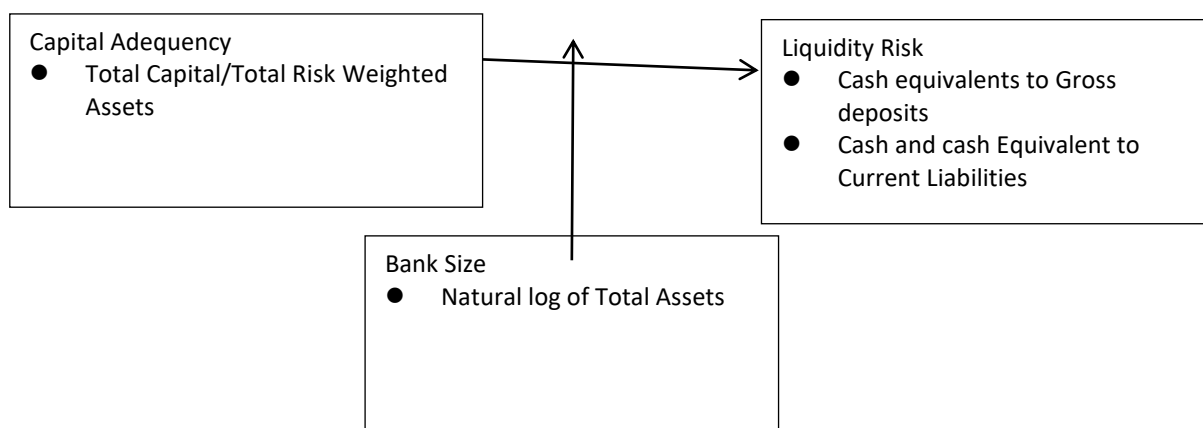 Capital Adequency
● Total Capital/Total Risk Weighted
Assets
Liquidity Risk
● Cash equivalents to Gross
deposits
● Cash and cash Equivalent to
Current Liabilities
Bank Size
● Natural log of Total Assets